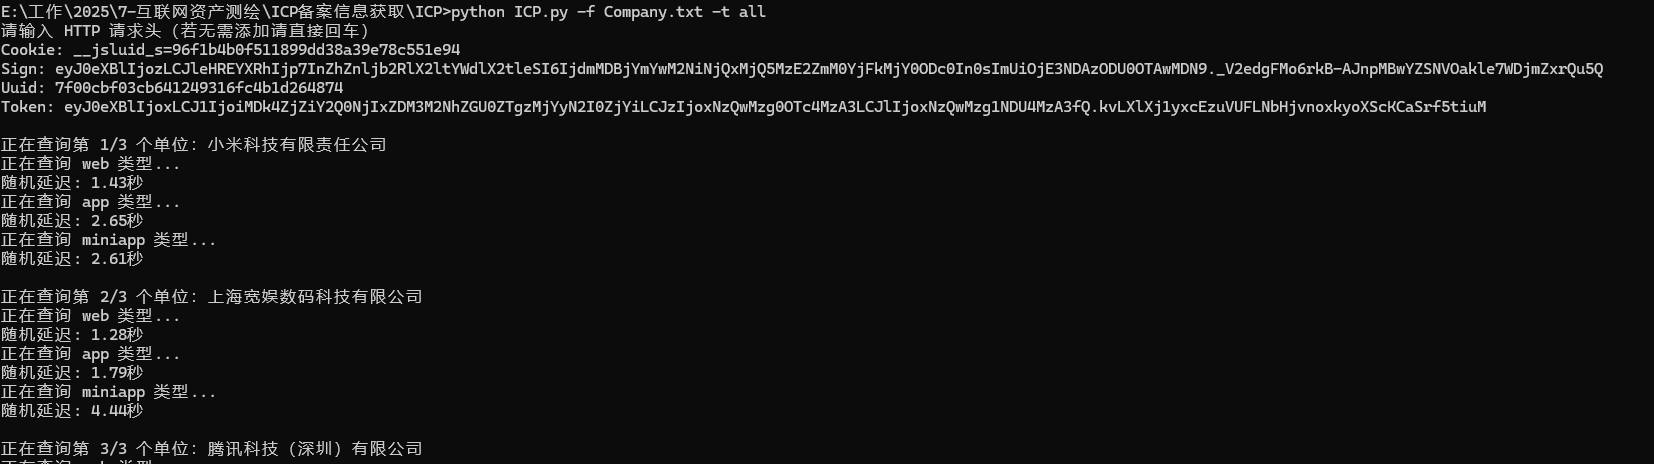 E:\工作\2025\7-互联网资产测绘\ICP备案信息获取\ICP>python ICP.py -f Company.txt -t all
请输入 HTTP 请求头（若无需添加请直接回车）
Cookie: __jsluid_s=96f1b4b0f511899dd38a39e78c551e94
Sign: eyJ0eXBlIjozLCJleHREYXRhIjp7InZhZnljb2RlX2ltYWdlX2tleSI6IjdmMDBjYmYwM2NiNjQxMjQ5MzE2ZmM0YjFkMjY0ODc0In0sImUiOjE3NDAzODU0OTAwMDN9._V2edgFMo6rkB-AJnpMBwYZSNVOakle7WDjmZxrQu5Q
Uuid: 7f00cbf03cb641249316fc4b1d264874
Token: eyJ0eXBlIjoxLCJ1IjoiMDk4ZjZiY2Q0NjIxZDM3M2NhZGU0ZTgzMjYyN2I0ZjYiLCJzIjoxNzQwMzg0OTc4MzA3LCJlIjoxNzQwMzg1NDU4MzA3fQ.kvLXlXj1yxcEzuVUFLNbHjvnoxkyoXScKCaSrf5tiuM
正在查询第 1/3 个单位: 小米科技有限责任公司
正在查询 web 类型...
随机延迟: 1.43秒
正在查询 app 类型...
随机延迟: 2.65秒
正在查询 miniapp 类型...
随机延迟: 2.61秒
正在查询第 2/3 个单位: 上海宽娱数码科技有限公司
正在查询 web 类型...
随机延迟: 1.28秒
正在查询 app 类型...
随机延迟: 1.79秒
正在查询 miniapp 类型...
随机延迟: 4.44秒
正在查询第 3/3 个单位: 腾讯科技（深圳）有限公司